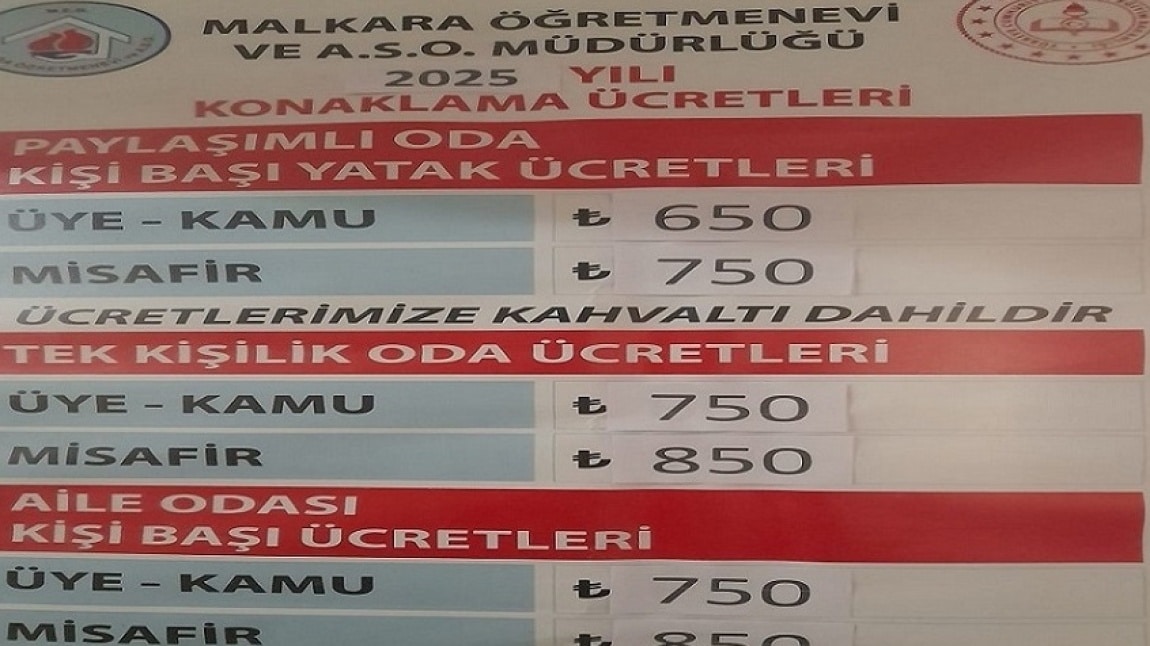 MALKARA ÖĞRETMENEVİ
VE A.S.O. MÜDÜRLÜĞÜ
2025 YILI
KONAKLAMA ÜCRETLERİ
PAYLAŞIMLI ODA
KİŞİ BAŞI YATAK ÜCRETLERİ
ÜYE – KAMU ₺ 650
MİSAFİR ₺ 750
ÜCRETLERİMİZE KAHVALTI DAHİLDİR
TEK KİŞİLİK ODA ÜCRETLERİ
ÜYE – KAMU ₺ 750
MİSAFİR ₺ 850
AİLE ODASI
KİŞİ BAŞI ÜCRETLERİ
ÜYE – KAMU ₺ 750
MİSAFİR ₺ 850